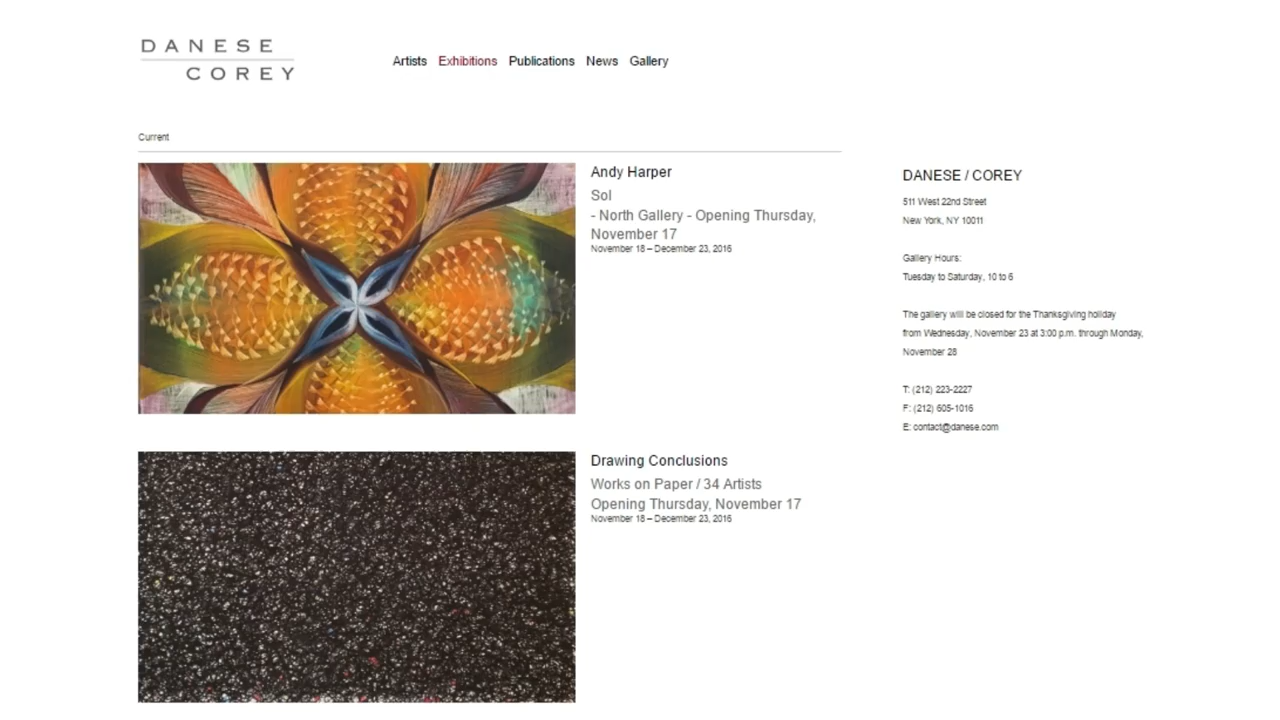 DANESE
COREY
Artists Exhibitions Publications News Gallery
Current
Andy Harper
Sol
- North Gallery - Opening Thursday,
November 17
November 18 – December 23, 2016
Drawing Conclusions
Works on Paper / 34 Artists
Opening Thursday, November 17
November 18 – December 23, 2016
DANESE / COREY
511 West 22nd Street
New York, NY 10011
Gallery Hours:
Tuesday to Saturday, 10 to 6
The gallery will be closed for the Thanksgiving holiday
from Wednesday, November 23 at 3:00 p.m. through Monday,
November 28
T: (212) 223-2227
F: (212) 605-1016
E: contact@danese.com